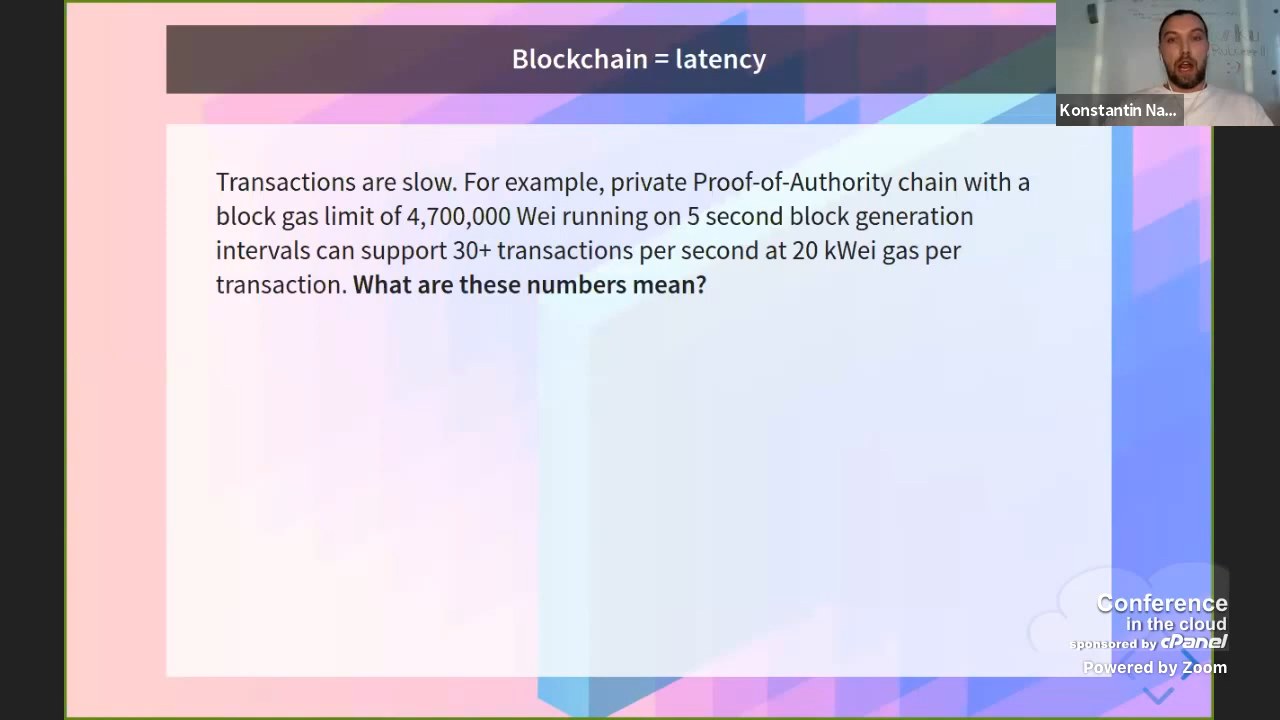 Blockchain = latency
Konstantin Na...
Transactions are slow. For example, private Proof-of-Authority chain with a
block gas limit of 4,700,000 Wei running on 5 second block generation
intervals can support 30+ transactions per second at 20 kWei gas per
transaction. What are these numbers mean?
Conference
in the cloud
sponsored by cPanel
Powered by Zoom